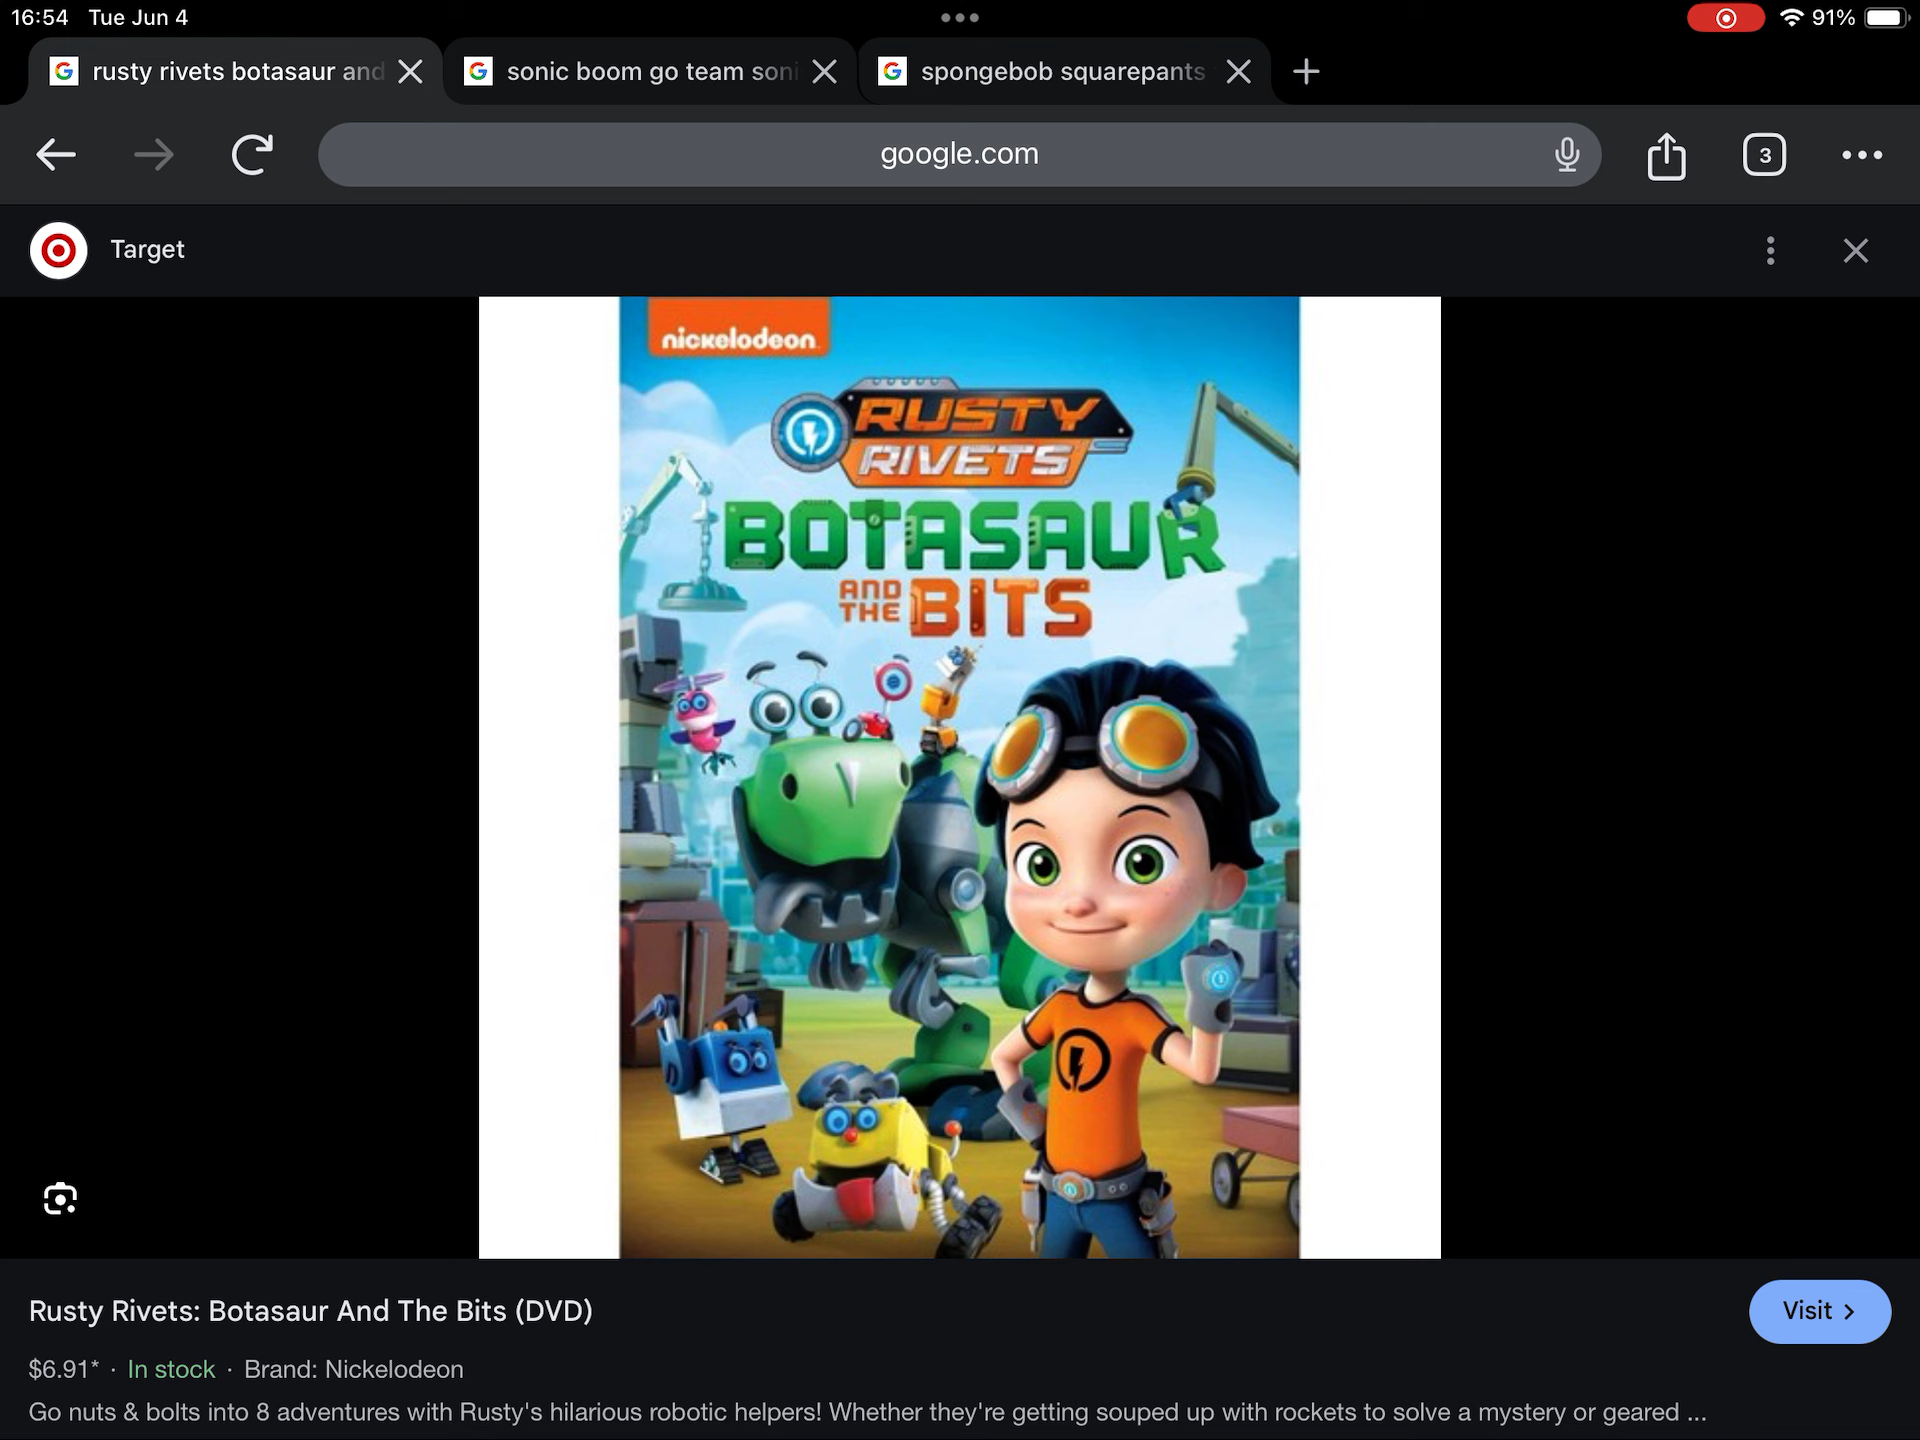 16:54 Tue Jun 4
91%
rusty rivets botasaur and
sonic boom go team soni
spongebob squarepants
google.com
3
Target
nickelodeon
RUSTY
RIVETS
BOTASAUR
AND THE BITS
Rusty Rivets: Botasaur And The Bits (DVD)
Visit >
$6.91* · In stock · Brand: Nickelodeon
Go nuts & bolts into 8 adventures with Rusty's hilarious robotic helpers! Whether they're getting souped up with rockets to solve a mystery or geared ...